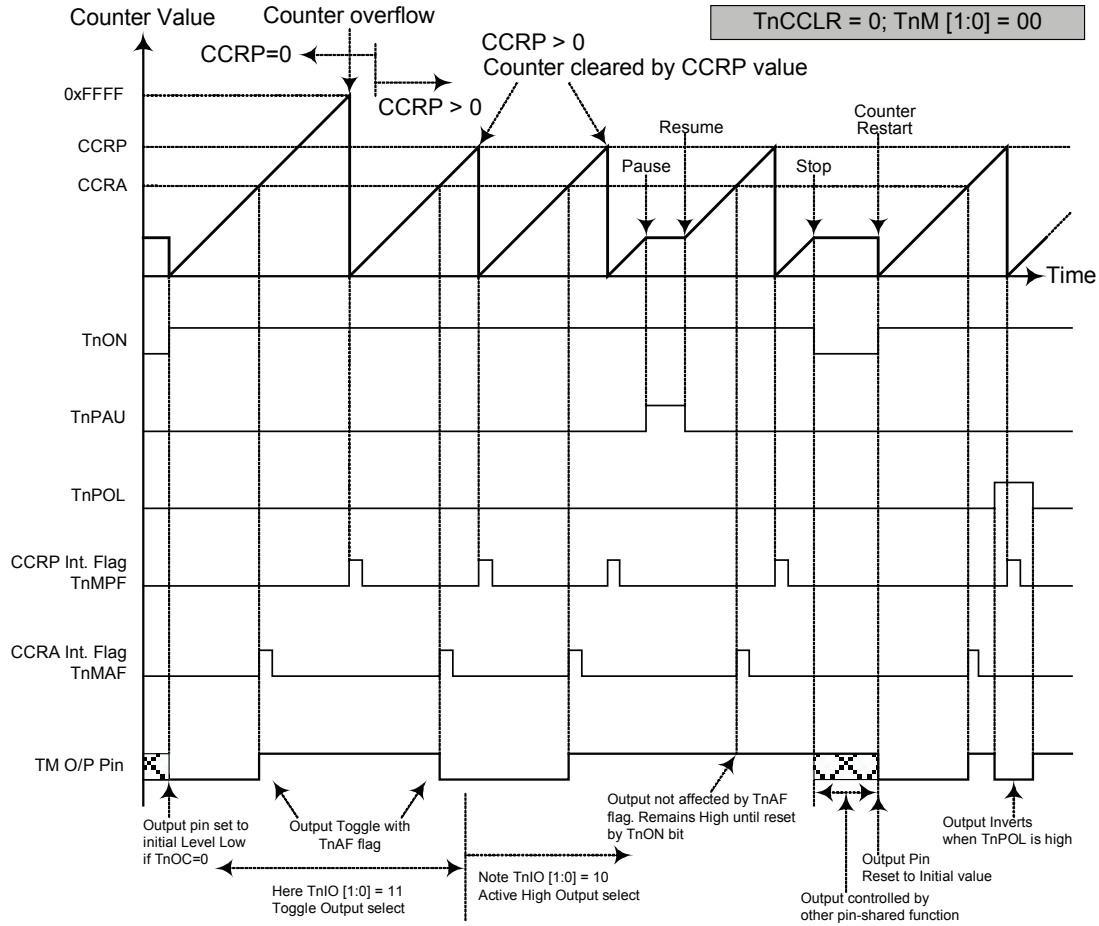 Counter Value
Counter overflow
TnCCLR = 0; TnM [1:0] = 00
CCRP=0
CCRP > 0
CCRP > 0
Counter cleared by CCRP value
0xFFFF
CCRP
CCRA
Pause
Resume
Stop
Counter
Restart
Time
TnON
TnPAU
TnPOL
CCRP Int. Flag
TnMPF
CCRA Int. Flag
TnMAF
TM O/P Pin
Output pin set to
initial Level Low
if TnOC=0
Output Toggle with
TnAF flag
Here TnIO [1:0] = 11
Toggle Output select
Note TnIO [1:0] = 10
Active High Output select
Output not affected by TnAF
flag. Remains High until reset
by TnON bit
Output controlled by
other pin-shared function
Output Pin
Reset to Initial value
Output Inverts
when TnPOL is high